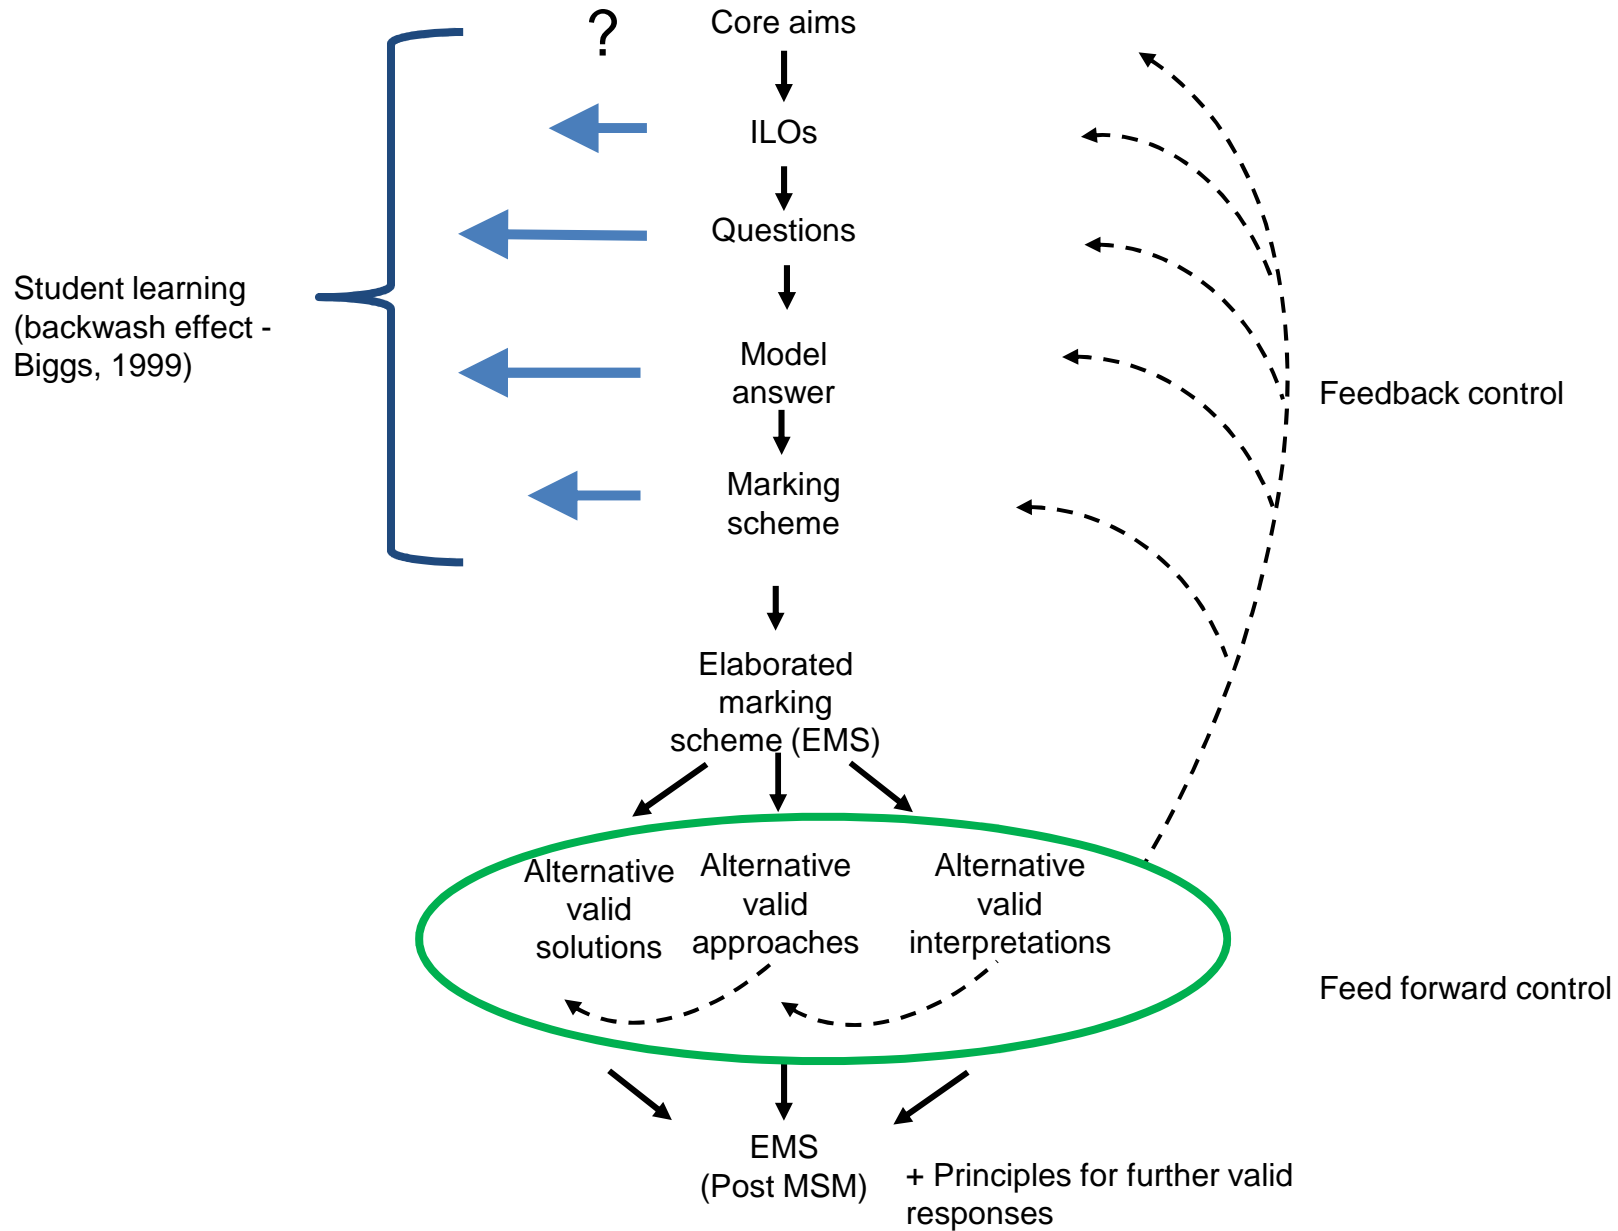 ?
Core aims
ILOs
Questions
Student learning
(backwash effect -
Biggs, 1999)
Model
answer
Feedback control
Marking
scheme
Elaborated
marking
scheme (EMS)
Alternative
valid
solutions
Alternative
valid
approaches
Alternative
valid
interpretations
Feed forward control
EMS
(Post MSM)
+ Principles for further valid
responses